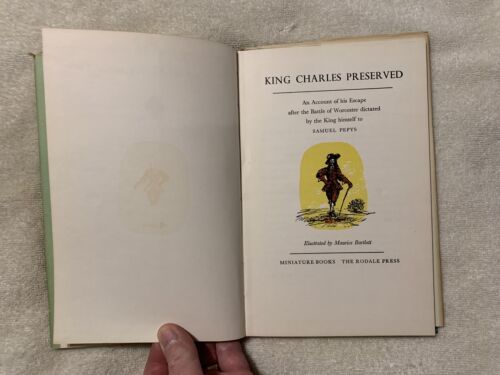 KING CHARLES PRESERVED
An Account of his Escape
after the Battle of Worcester dictated
by the King himself to
SAMUEL PEPYS
Illustrated by Maurice Bartlett
MINIATURE BOOKS THE RODALE PRESS